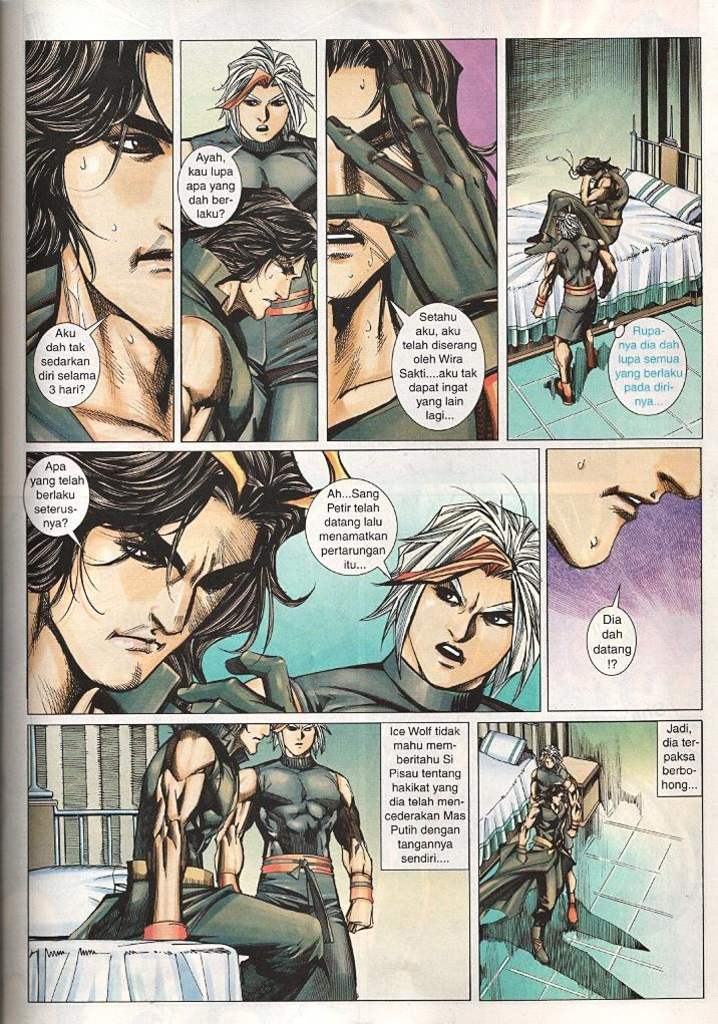 Aku
dah tak
sedarkan
diri selama
3 hari?
Ayah,
kau lupa
apa yang
dah ber-
laku?
Setahu
aku, aku
telah diserang
oleh Wira
Sakti....aku tak
dapat ingat
yang lain
lagi...
Rupa-
nya dia dah
lupa semua
yang berlaku
pada diri-
nya...
Apa
yang telah
berlaku
seterus-
nya?
Ah...Sang
Petir telah
datang lalu
menamatkan
pertarungan
itu...
Dia
dah
datang
!?
Ice Wolf tidak
mahu mem-
beritahu Si
Pisau tentang
hakikat yang
dia telah men-
cederakan Mas
Putih dengan
tangannya
sendiri....
Jadi,
dia ter-
paksa
berbo-
hong...